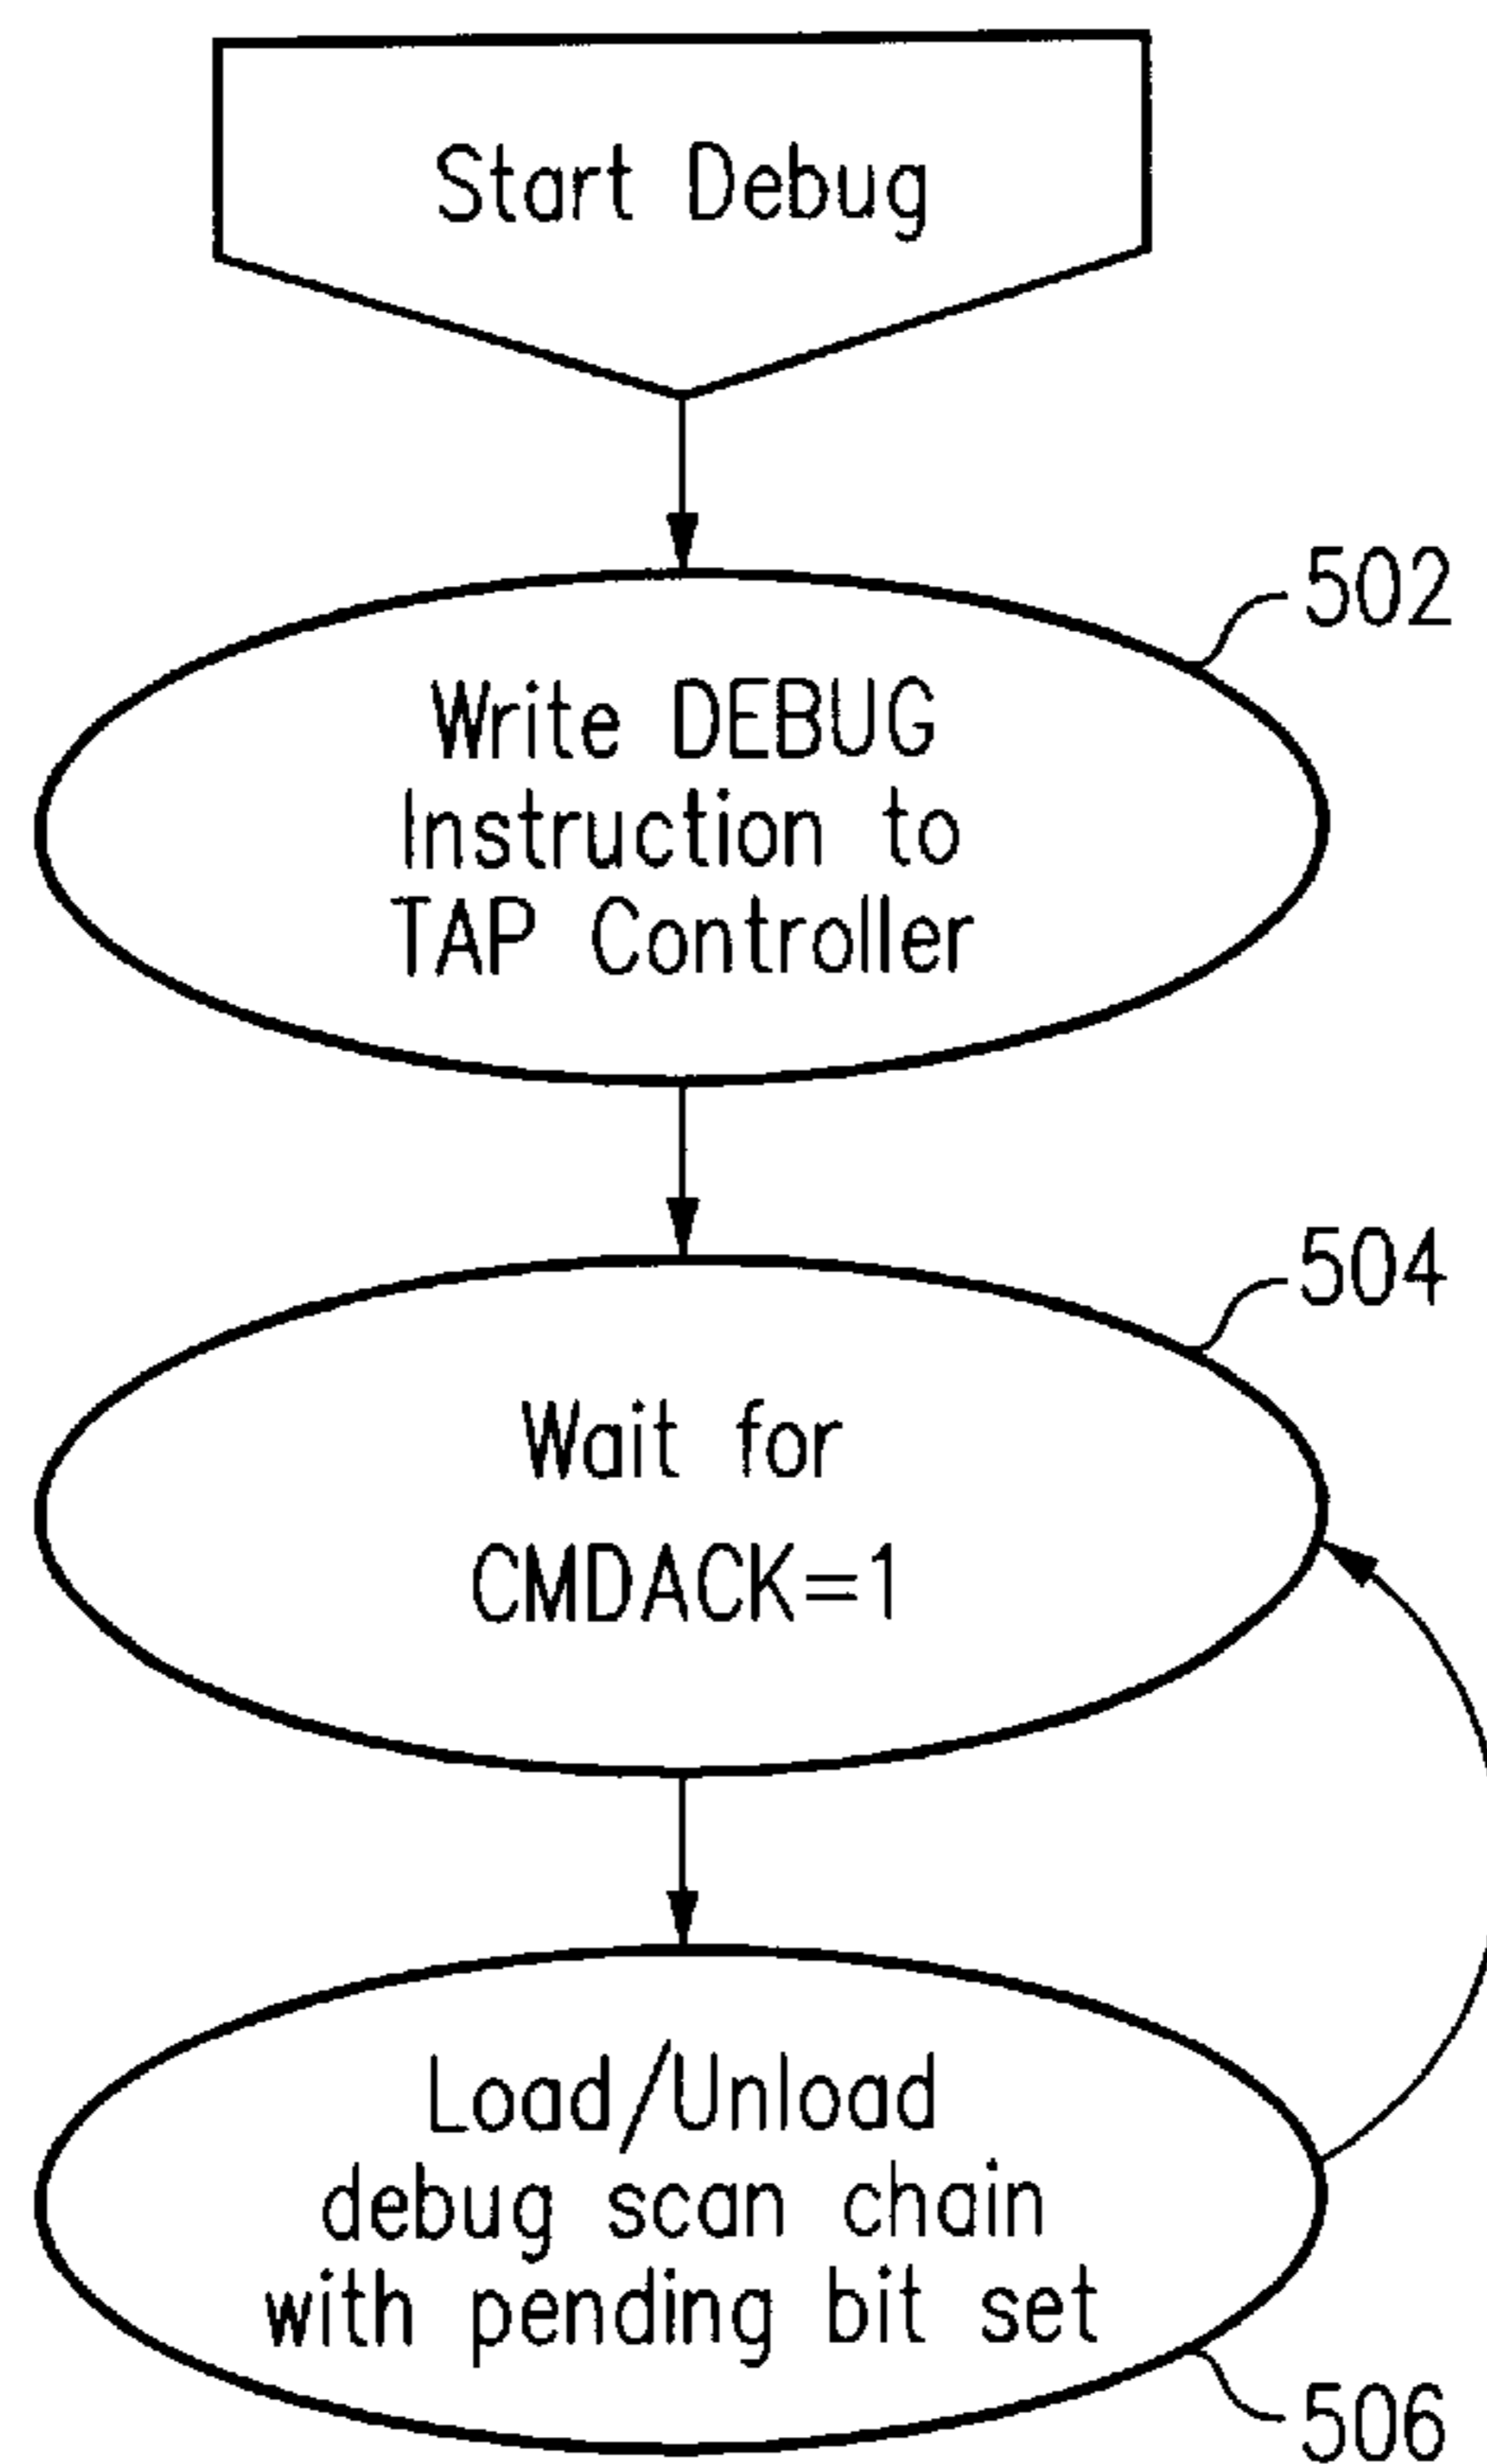 Start Debug
502
Write DEBUG
Instruction to
TAP Controller
504
Wait for
CMDACK=1
Load/Unload
debug scan chain
with pending bit set
506